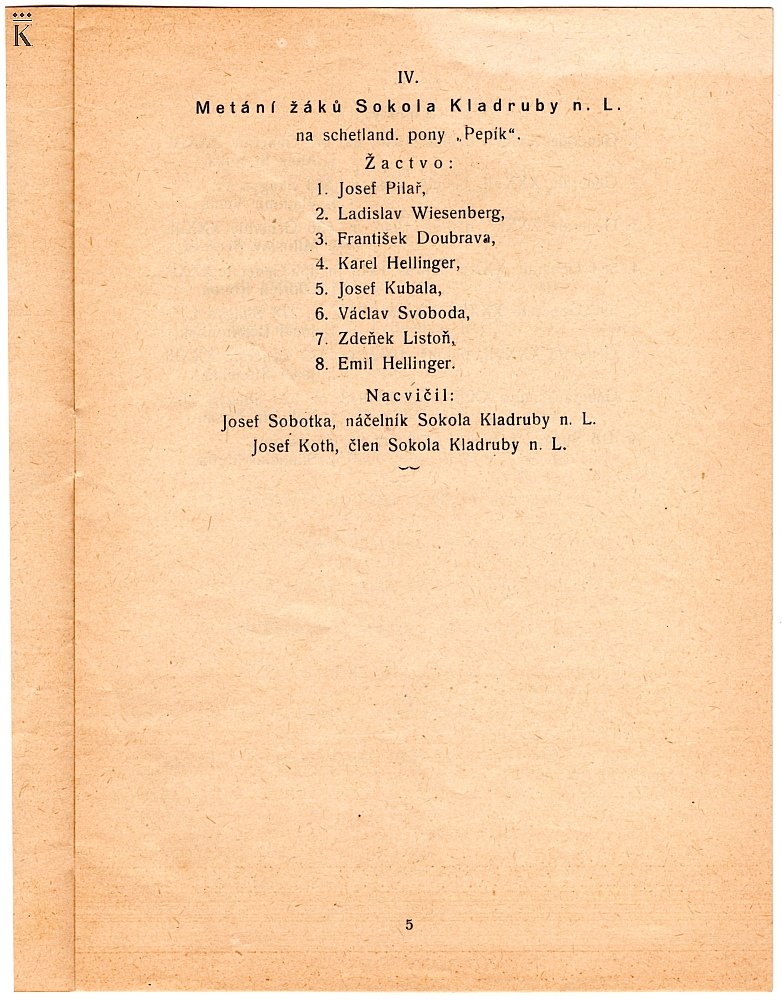 K
IV.
Metání žáků Sokola Kladruby n. L.
na schetland. pony „Pepík“.
Žactvo:
1. Josef Pilař,
2. Ladislav Wiesenberg,
3. František Doubrava,
4. Karel Hellinger,
5. Josef Kubala,
6. Václav Svoboda,
7. Zdeňek Listoň,
8. Emil Hellinger.
Nacvičil:
Josef Sobotka, náčelník Sokola Kladruby n. L.
Josef Koth, člen Sokola Kladruby n. L.
5